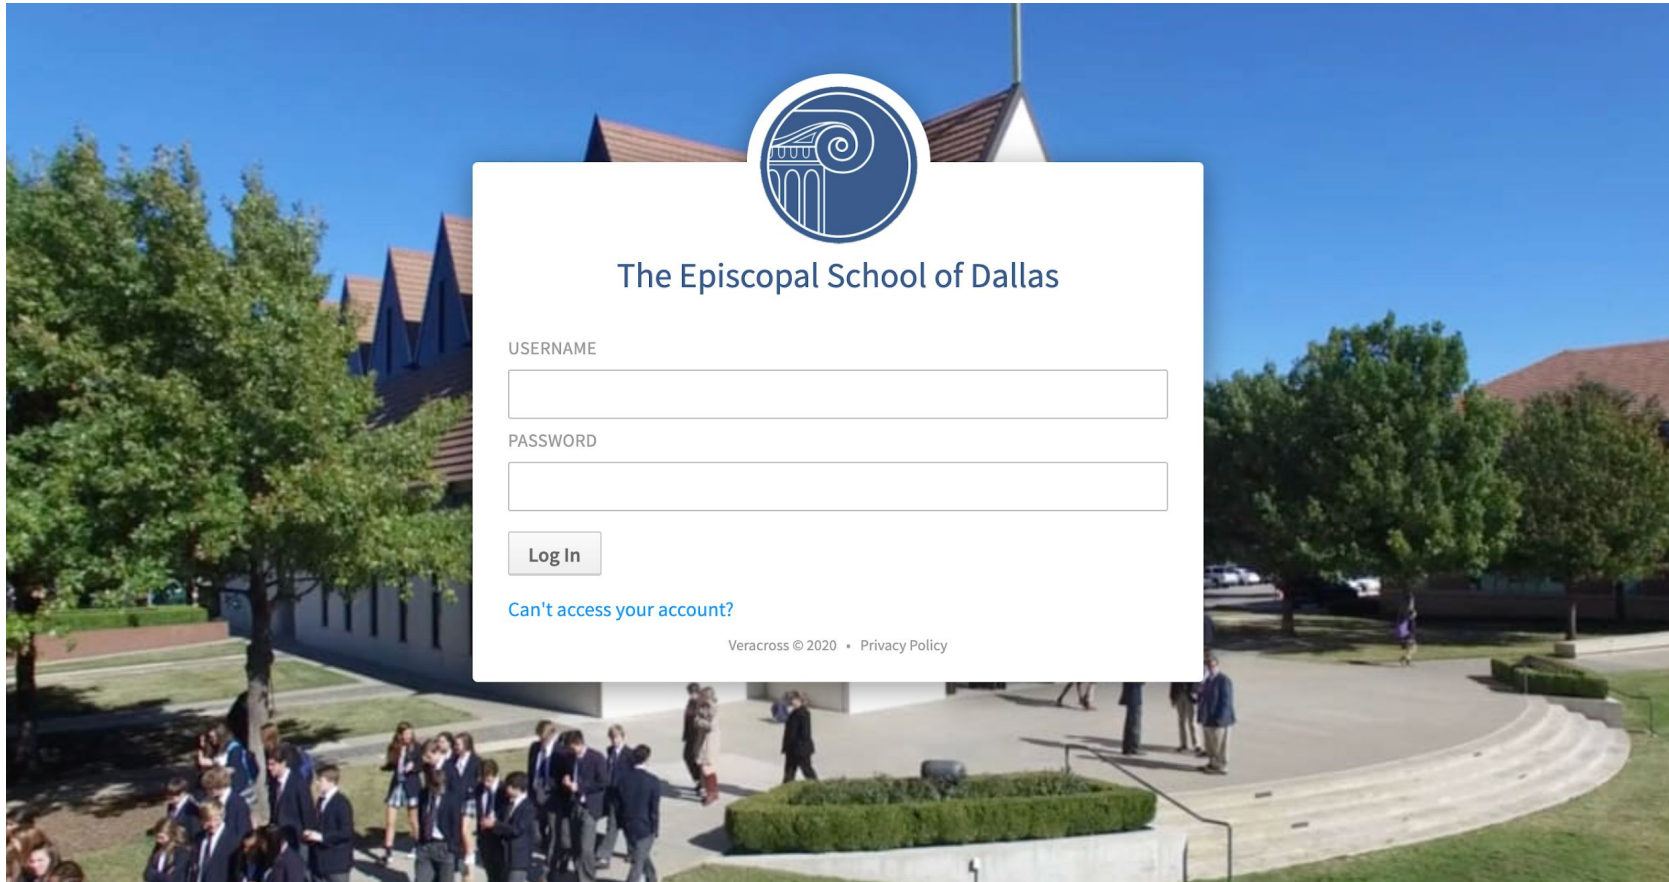 The Episcopal School of Dallas
USERNAME
PASSWORD
Log In
Can't access your account?
Veracross © 2020 • Privacy Policy